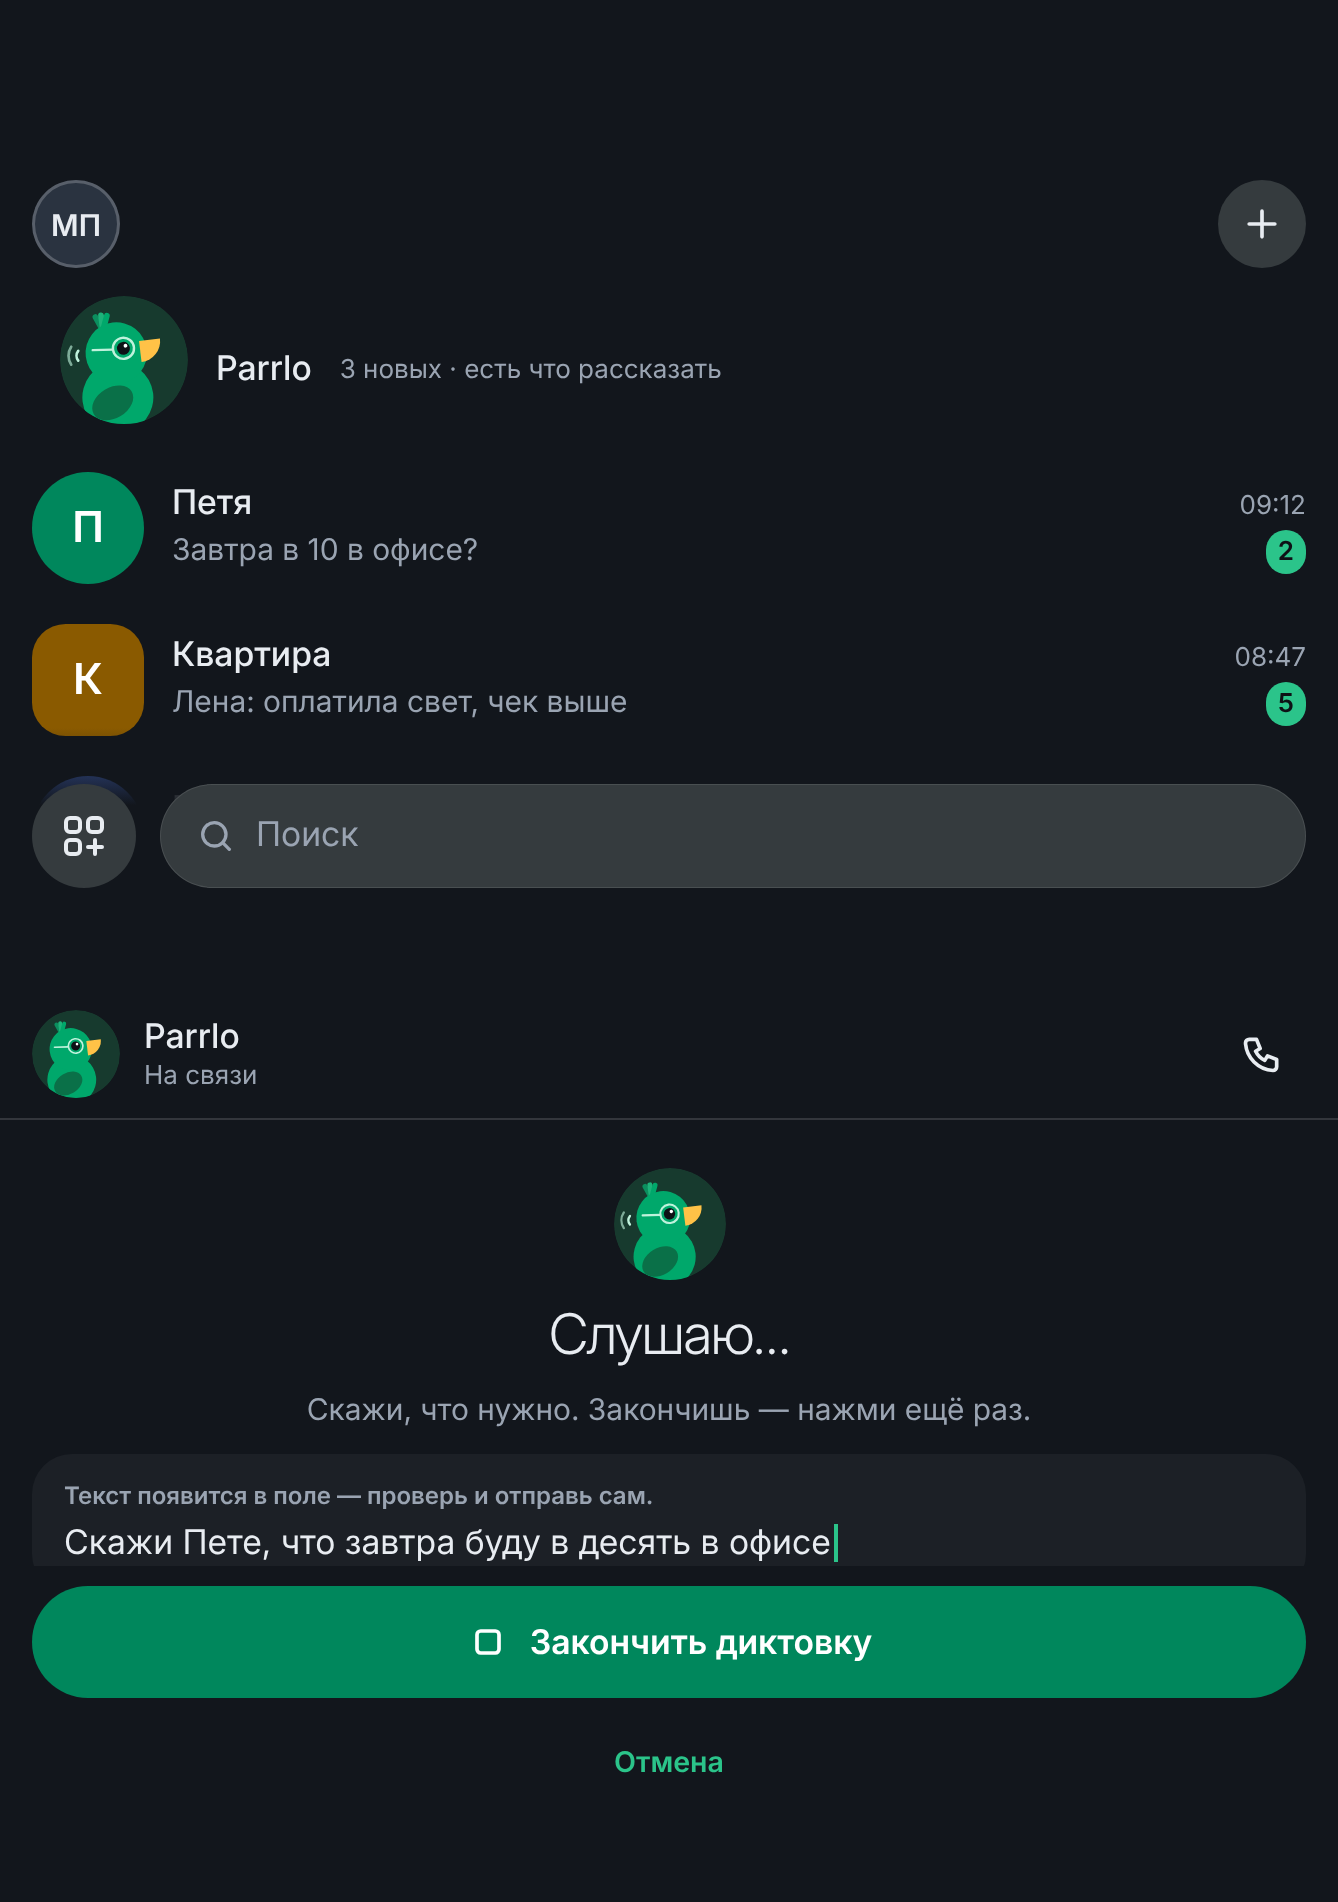 МП
Parrlo 3 новых · есть что рассказать
П Петя 09:12
Завтра в 10 в офисе? 2
К Квартира 08:47
Лена: оплатила свет, чек выше 5
Поиск
Parrlo
На связи
Слушаю...
Скажи, что нужно. Закончишь — нажми ещё раз.
Текст появится в поле — проверь и отправь сам.
Скажи Пете, что завтра буду в десять в офисе
Закончить диктовку
Отмена